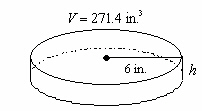 V = 271.4 in.³
6 in.
h